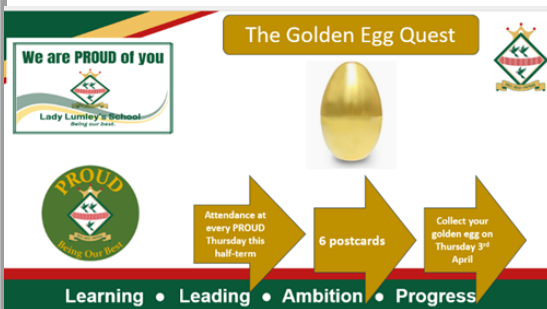 The Golden Egg Quest
We are PROUD of you
Lady Lumley's School
Being our best.
PROUD
Being Our Best
Attendance at
every PROUD
Thursday this
half-term
6 postcards
Collect your
golden egg on
Thursday 3rd
April
Learning ● Leading ● Ambition ● Progress